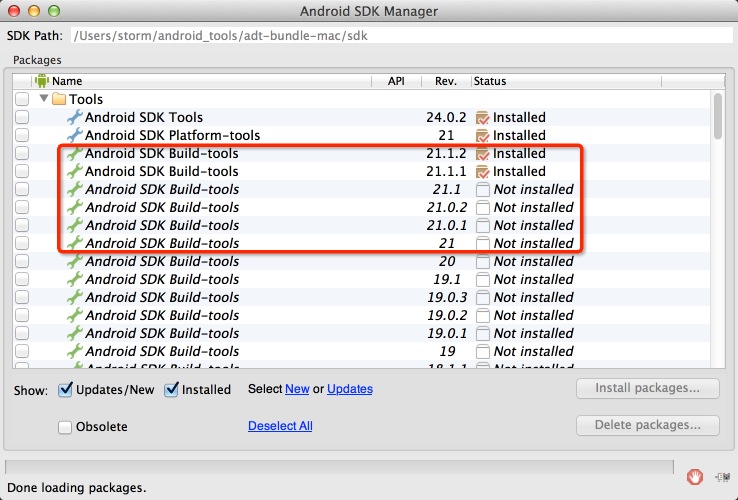 Android SDK Manager
SDK Path: /Users/storm/android_tools/adt-bundle-mac/sdk
Packages
Name API Rev. Status
Tools
Android SDK Tools 24.0.2 Installed
Android SDK Platform-tools 21 Installed
Android SDK Build-tools 21.1.2 Installed
Android SDK Build-tools 21.1.1 Installed
Android SDK Build-tools 21.1 Not installed
Android SDK Build-tools 21.0.2 Not installed
Android SDK Build-tools 21.0.1 Not installed
Android SDK Build-tools 21 Not installed
Android SDK Build-tools 20 Not installed
Android SDK Build-tools 19.1 Not installed
Android SDK Build-tools 19.0.3 Not installed
Android SDK Build-tools 19.0.2 Not installed
Android SDK Build-tools 19.0.1 Not installed
Android SDK Build-tools 19 Not installed
Android SDK Build-tools 18.1.1 Not installed
Show: Updates/New Installed Select New or Updates Install packages...
Obsolete Deselect All Delete packages...
Done loading packages.